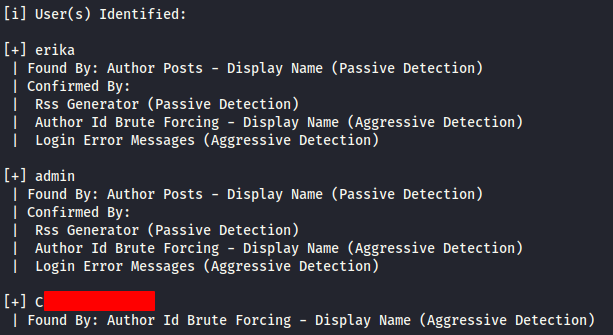 [i] User(s) Identified:
[+] erika
| Found By: Author Posts - Display Name (Passive Detection)
| Confirmed By:
|  Rss Generator (Passive Detection)
|  Author Id Brute Forcing - Display Name (Aggressive Detection)
|  Login Error Messages (Aggressive Detection)
[+] admin
| Found By: Author Posts - Display Name (Passive Detection)
| Confirmed By:
|  Rss Generator (Passive Detection)
|  Author Id Brute Forcing - Display Name (Aggressive Detection)
|  Login Error Messages (Aggressive Detection)
[+] C
| Found By: Author Id Brute Forcing - Display Name (Aggressive Detection)